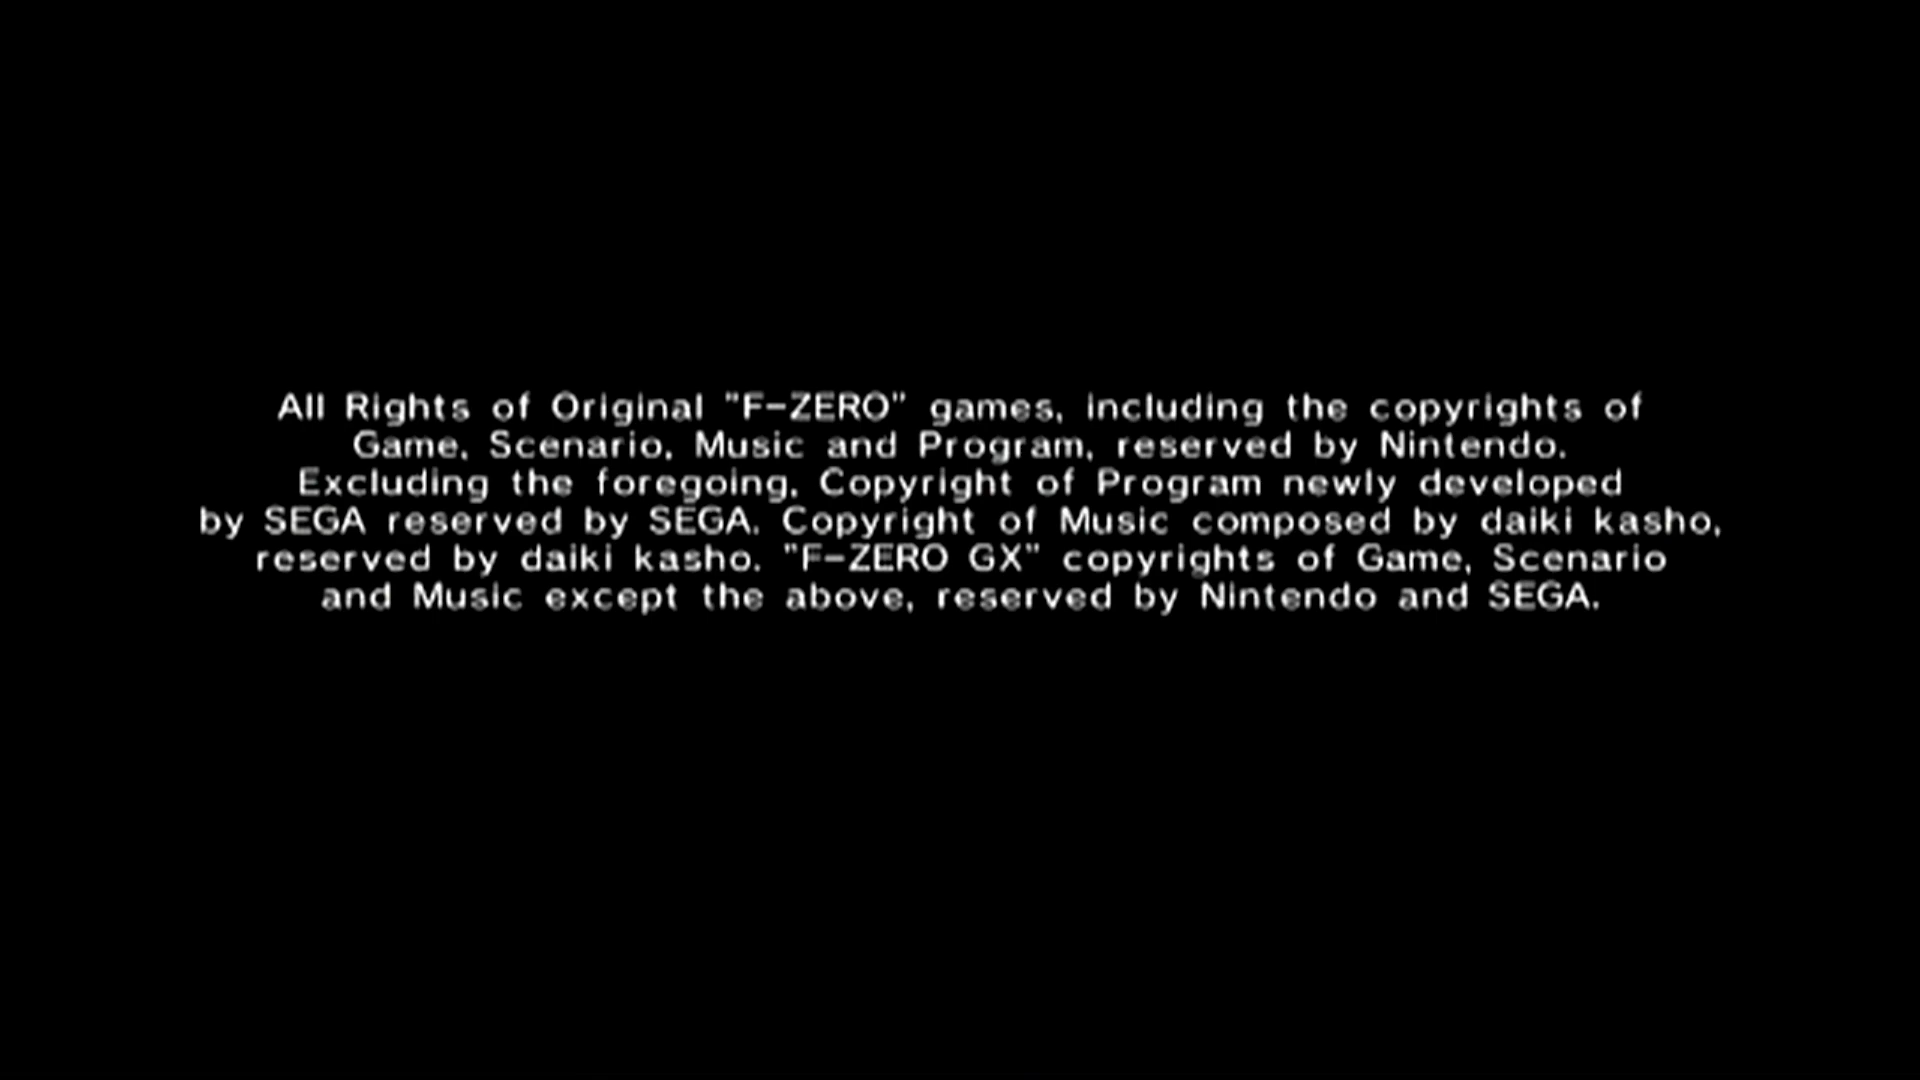 All Rights of Original "F-ZERO" games, including the copyrights of
Game, Scenario, Music and Program, reserved by Nintendo.
Excluding the foregoing, Copyright of Program newly developed
by SEGA reserved by SEGA. Copyright of Music composed by daiki kasho,
reserved by daiki kasho. "F-ZERO GX" copyrights of Game, Scenario
and Music except the above, reserved by Nintendo and SEGA.